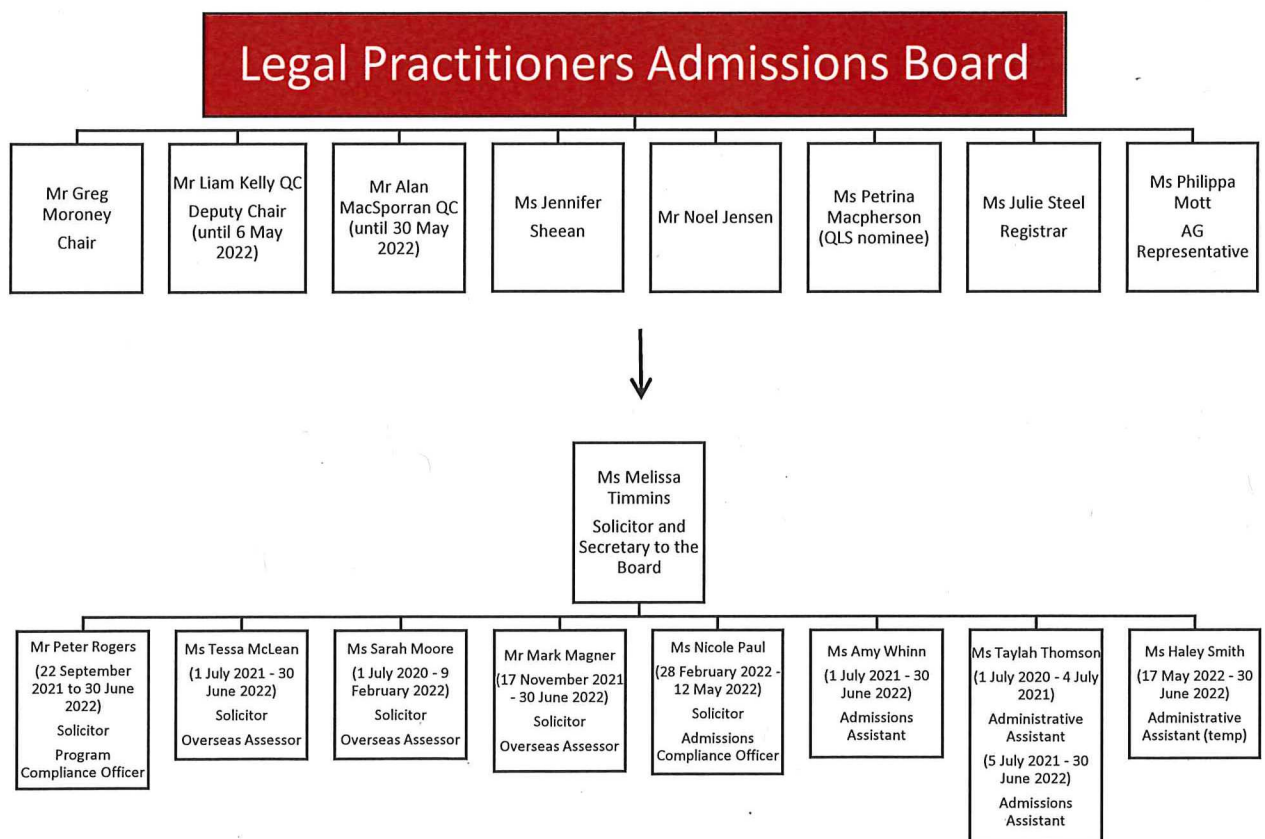 Legal Practitioners Admissions Board
Mr Greg
Moroney
Chair
Mr Liam Kelly QC
Deputy Chair
(until 6 May
2022)
Mr Alan
MacSporran QC
(until 30 May
2022)
Ms Jennifer
Sheean
Mr Noel Jensen
Ms Petrina
Macpherson
(QLS nominee)
Ms Julie Steel
Registrar
Ms Philippa
Mott
AG
Representative
Ms Melissa
Timmins
Solicitor and
Secretary to the
Board
Mr Peter Rogers
(22 September
2021 to 30 June
2022)
Solicitor
Program
Compliance Officer
Ms Tessa McLean
(1 July 2021 - 30
June 2022)
Solicitor
Overseas Assessor
Ms Sarah Moore
(1 July 2020 - 9
February 2022)
Solicitor
Overseas Assessor
Mr Mark Magner
(17 November 2021
- 30 June 2022)
Solicitor
Overseas Assessor
Ms Nicole Paul
(28 February 2022 -
12 May 2022)
Solicitor
Admissions
Compliance Officer
Ms Amy Whinn
(1 July 2021 - 30
June 2022)
Admissions
Assistant
Ms Taylah Thomson
(1 July 2020 - 4 July
2021)
Administrative
Assistant
(5 July 2021 - 30
June 2022)
Admissions
Assistant
Ms Haley Smith
(17 May 2022 - 30
June 2022)
Administrative
Assistant (temp)